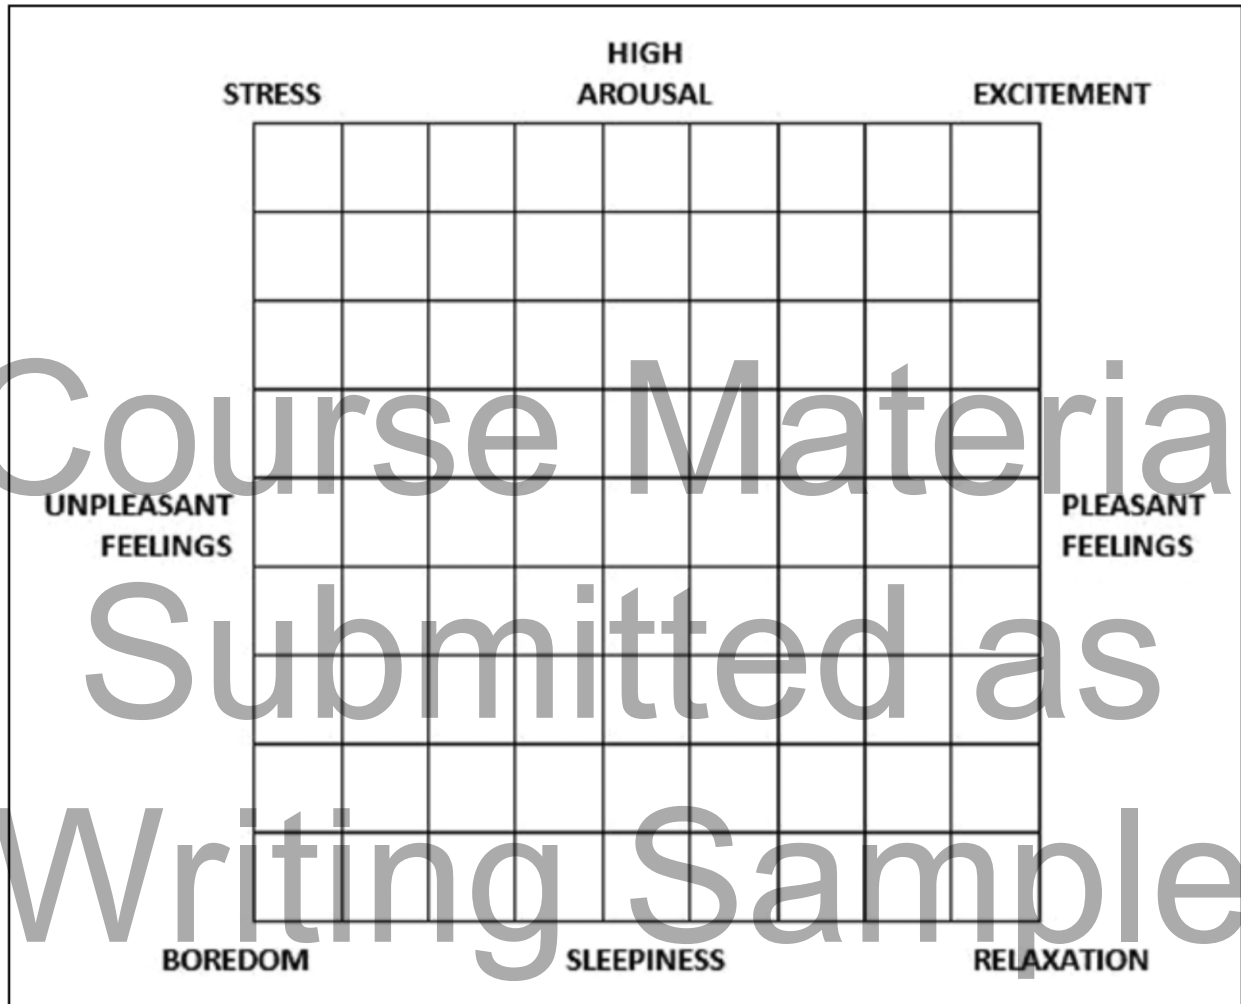 HIGH
STRESS AROUSAL EXCITEMENT
Course Materia
UNPLEASANT PLEASANT
FEELINGS FEELINGS
Submitted as
Writing Sample
BOREDOM SLEEPINESS RELAXATION